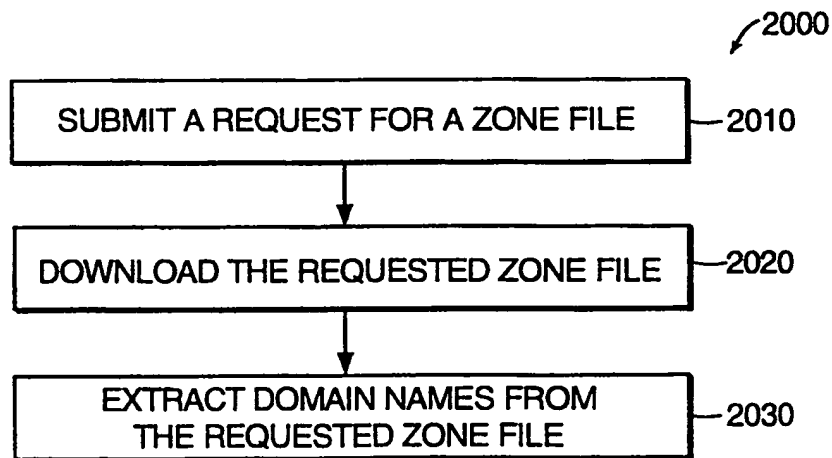 2000
SUBMIT A REQUEST FOR A ZONE FILE
2010
DOWNLOAD THE REQUESTED ZONE FILE
2020
EXTRACT DOMAIN NAMES FROM
THE REQUESTED ZONE FILE
2030